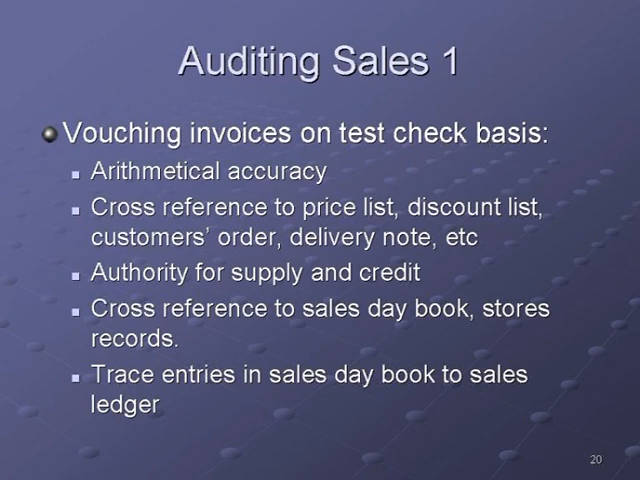 Auditing Sales 1
Vouching invoices on test check basis:
Arithmetical accuracy
Cross reference to price list, discount list,
customers’ order, delivery note, etc
Authority for supply and credit
Cross reference to sales day book, stores
records.
Trace entries in sales day book to sales
ledger
20